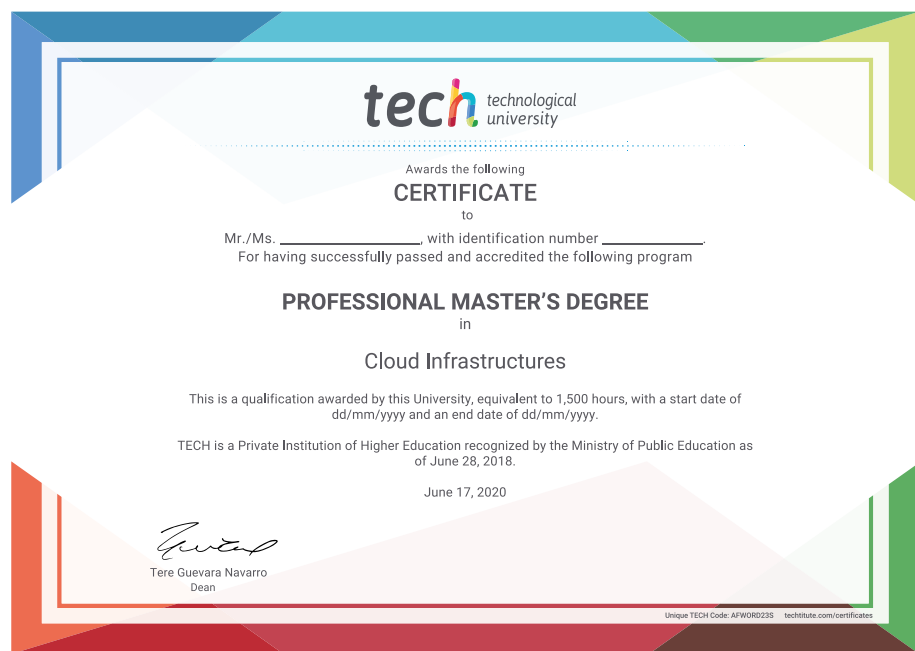 tech technological
university
Awards the following
CERTIFICATE
to
Mr./Ms. ____________________, with identification number ______________.
For having successfully passed and accredited the following program
PROFESSIONAL MASTER'S DEGREE
in
Cloud Infrastructures
This is a qualification awarded by this University, equivalent to 1,500 hours, with a start date of
dd/mm/yyyy and an end date of dd/mm/yyyy.
TECH is a Private Institution of Higher Education recognized by the Ministry of Public Education as
of June 28, 2018.
June 17, 2020
Tere Guevara Navarro
Dean
Unique TECH Code: AFWORD23S techtitute.com/certificates